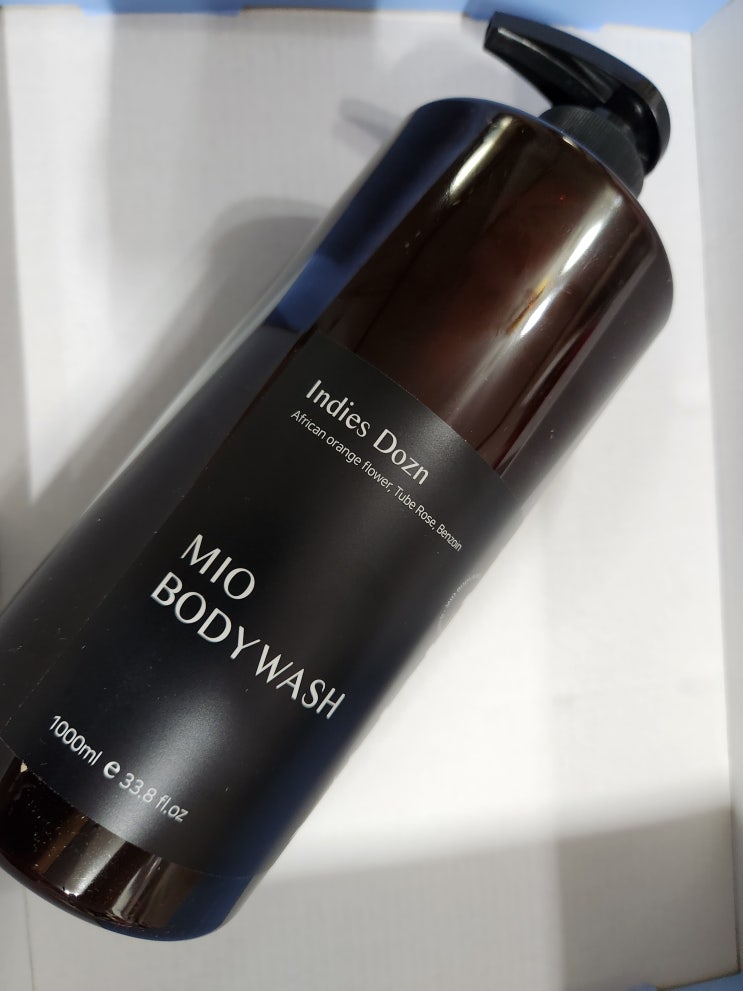 Indies Dozn
African orange flower, Tube Rose, Benzoin
MIO
BODY WASH
1000ml e 33.8 fl.oz